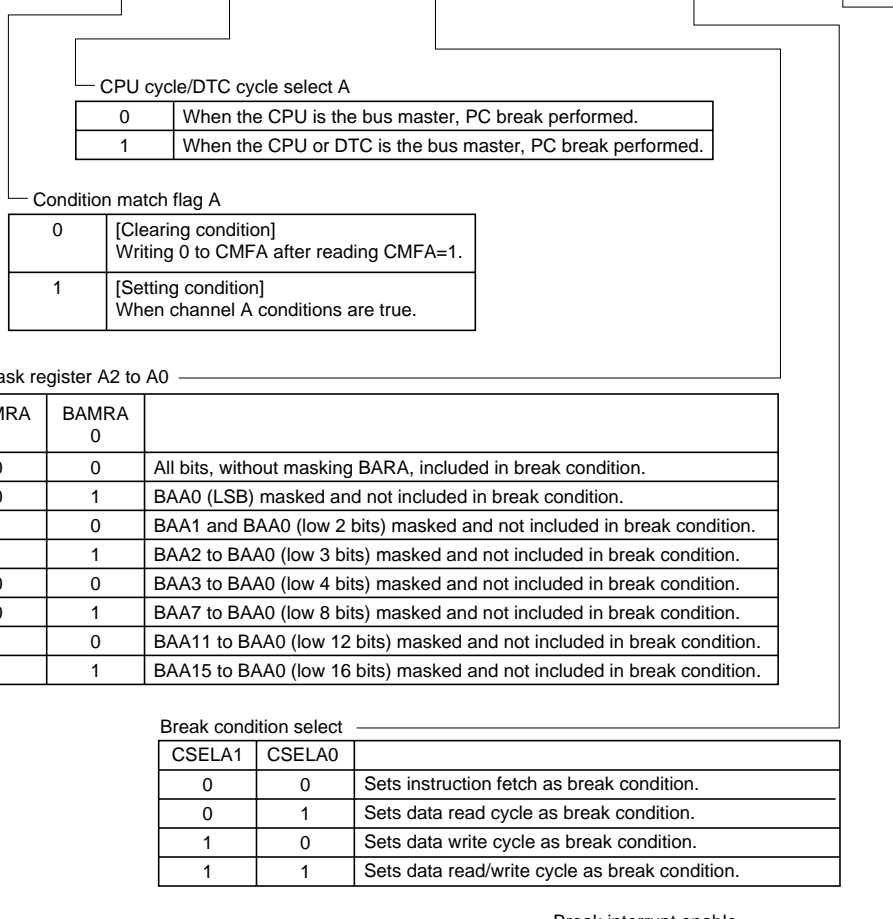 CPU cycle/DTC cycle select A
0 When the CPU is the bus master, PC break performed.
1 When the CPU or DTC is the bus master, PC break performed.
Condition match flag A
0 [Clearing condition]
Writing 0 to CMFA after reading CMFA=1.
1 [Setting condition]
When channel A conditions are true.
register A2 to A0
BAMRA
0
0 All bits, without masking BARA, included in break condition.
1 BAA0 (LSB) masked and not included in break condition.
0 BAA1 and BAA0 (low 2 bits) masked and not included in break condition.
1 BAA2 to BAA0 (low 3 bits) masked and not included in break condition.
0 BAA3 to BAA0 (low 4 bits) masked and not included in break condition.
1 BAA7 to BAA0 (low 8 bits) masked and not included in break condition.
0 BAA11 to BAA0 (low 12 bits) masked and not included in break condition.
1 BAA15 to BAA0 (low 16 bits) masked and not included in break condition.
Break condition select
CSELA1 CSELA0
0 0 Sets instruction fetch as break condition.
0 1 Sets data read cycle as break condition.
1 0 Sets data write cycle as break condition.
1 1 Sets data read/write cycle as break condition.
Break interrupt enable